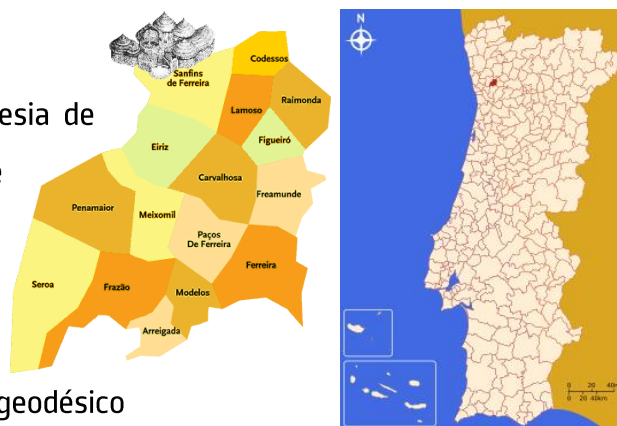 esia de
e
geodésico
Codessos
Sanfins
de Ferreira
Raimonda
Lamoso
Figueiró
Eiriz
Carvalhosa
Freamunde
Penamaior
Meixomil
Paços
De Ferreira
Ferreira
Seroa
Frazão
Modelos
Arreigada
N
0 20 40km